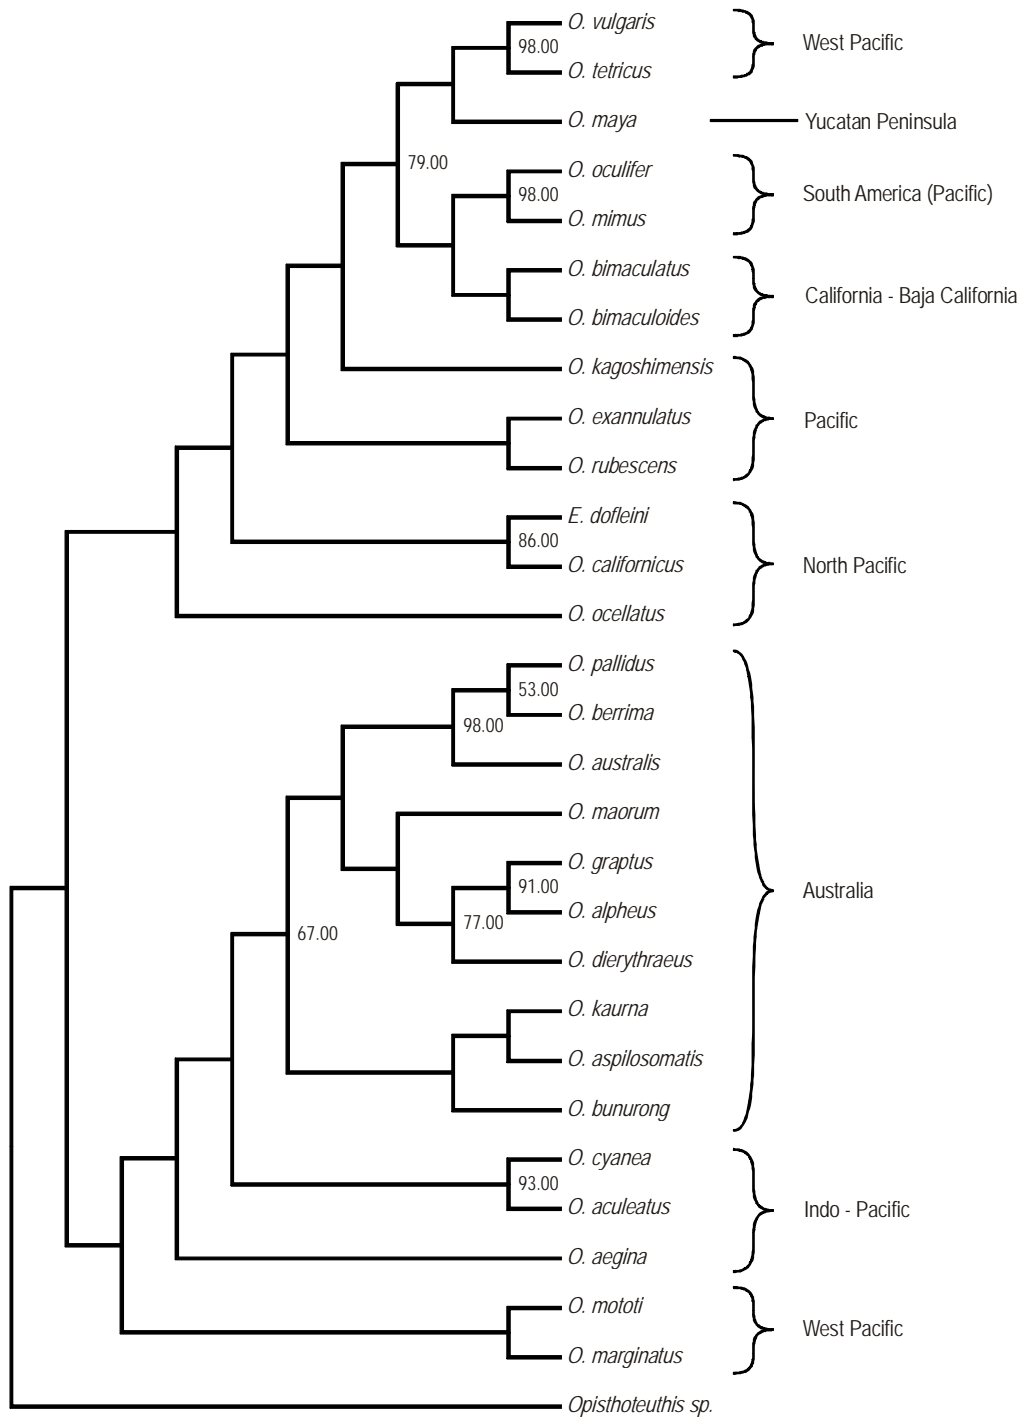 O. vulgaris
98.00
West Pacific
O. tetricus
O. maya
Yucatan Peninsula
79.00
O. oculifer
98.00
South America (Pacific)
O. mimus
O. bimaculatus
California - Baja California
O. bimaculoides
O. kagoshimensis
O. exannulatus
Pacific
O. rubescens
E. dofleini
86.00
O. californicus
North Pacific
O. ocellatus
O. pallidus
53.00
O. berrima
98.00
O. australis
O. maorum
O. graptus
91.00
Australia
O. alpheus
77.00
67.00
O. dierythraeus
O. kaurna
O. aspilosomatis
O. bunurong
O. cyanea
93.00
O. aculeatus
Indo - Pacific
O. aegina
O. mototi
West Pacific
O. marginatus
Opisthoteuthis sp.